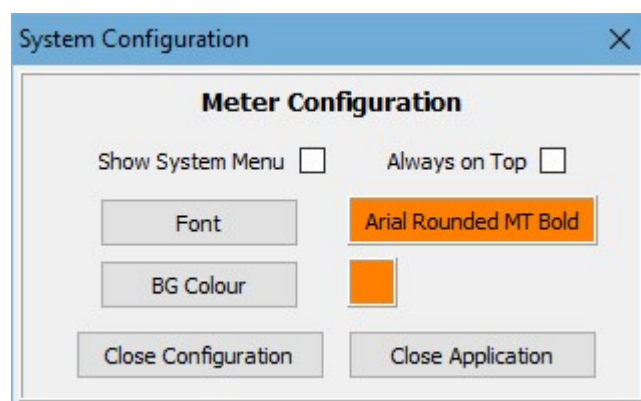 System Configuration
Meter Configuration
Show System Menu
Always on Top
Font
Arial Rounded MT Bold
BG Colour
Close Configuration
Close Application